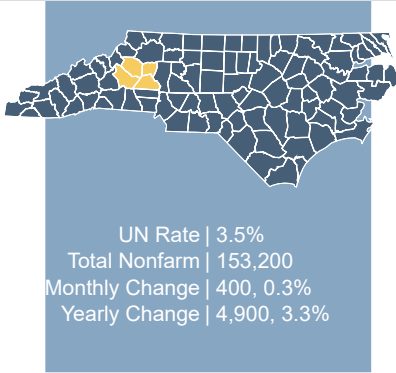 UN Rate | 3.5%
Total Nonfarm | 153,200
Monthly Change | 400, 0.3%
Yearly Change | 4,900, 3.3%